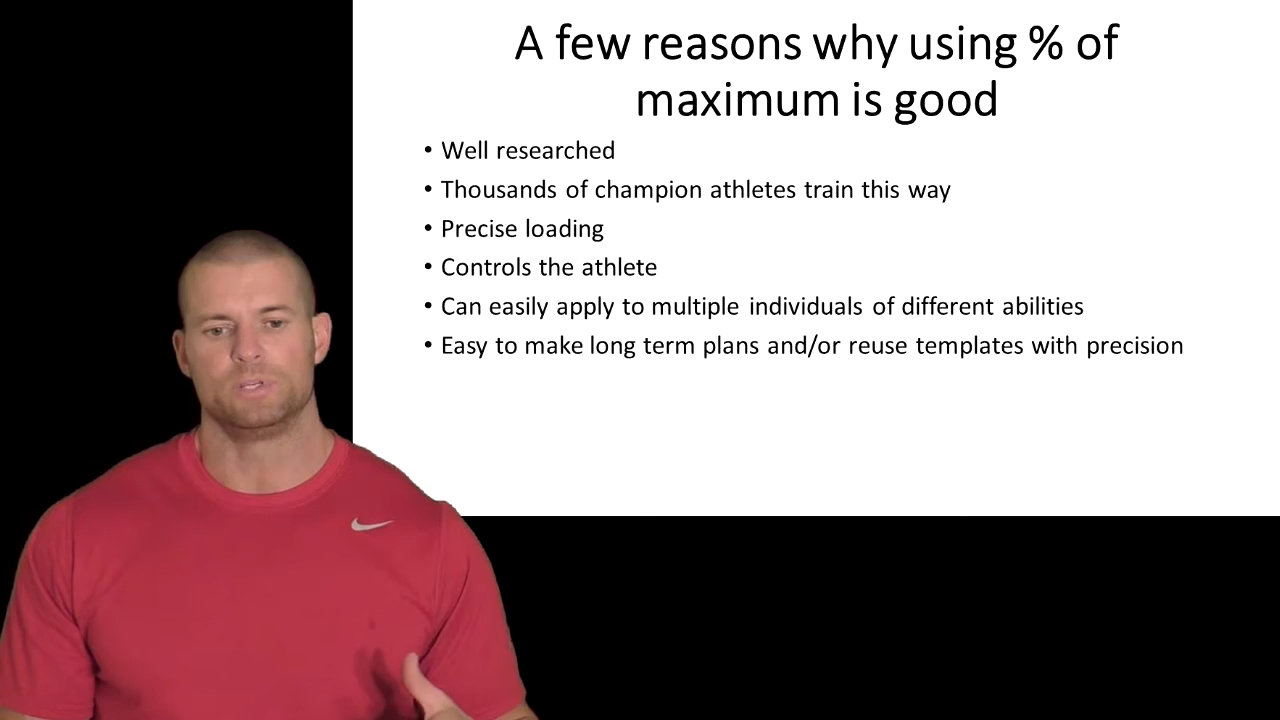 A few reasons why using % of
maximum is good
• Well researched
• Thousands of champion athletes train this way
• Precise loading
• Controls the athlete
• Can easily apply to multiple individuals of different abilities
• Easy to make long term plans and/or reuse templates with precision